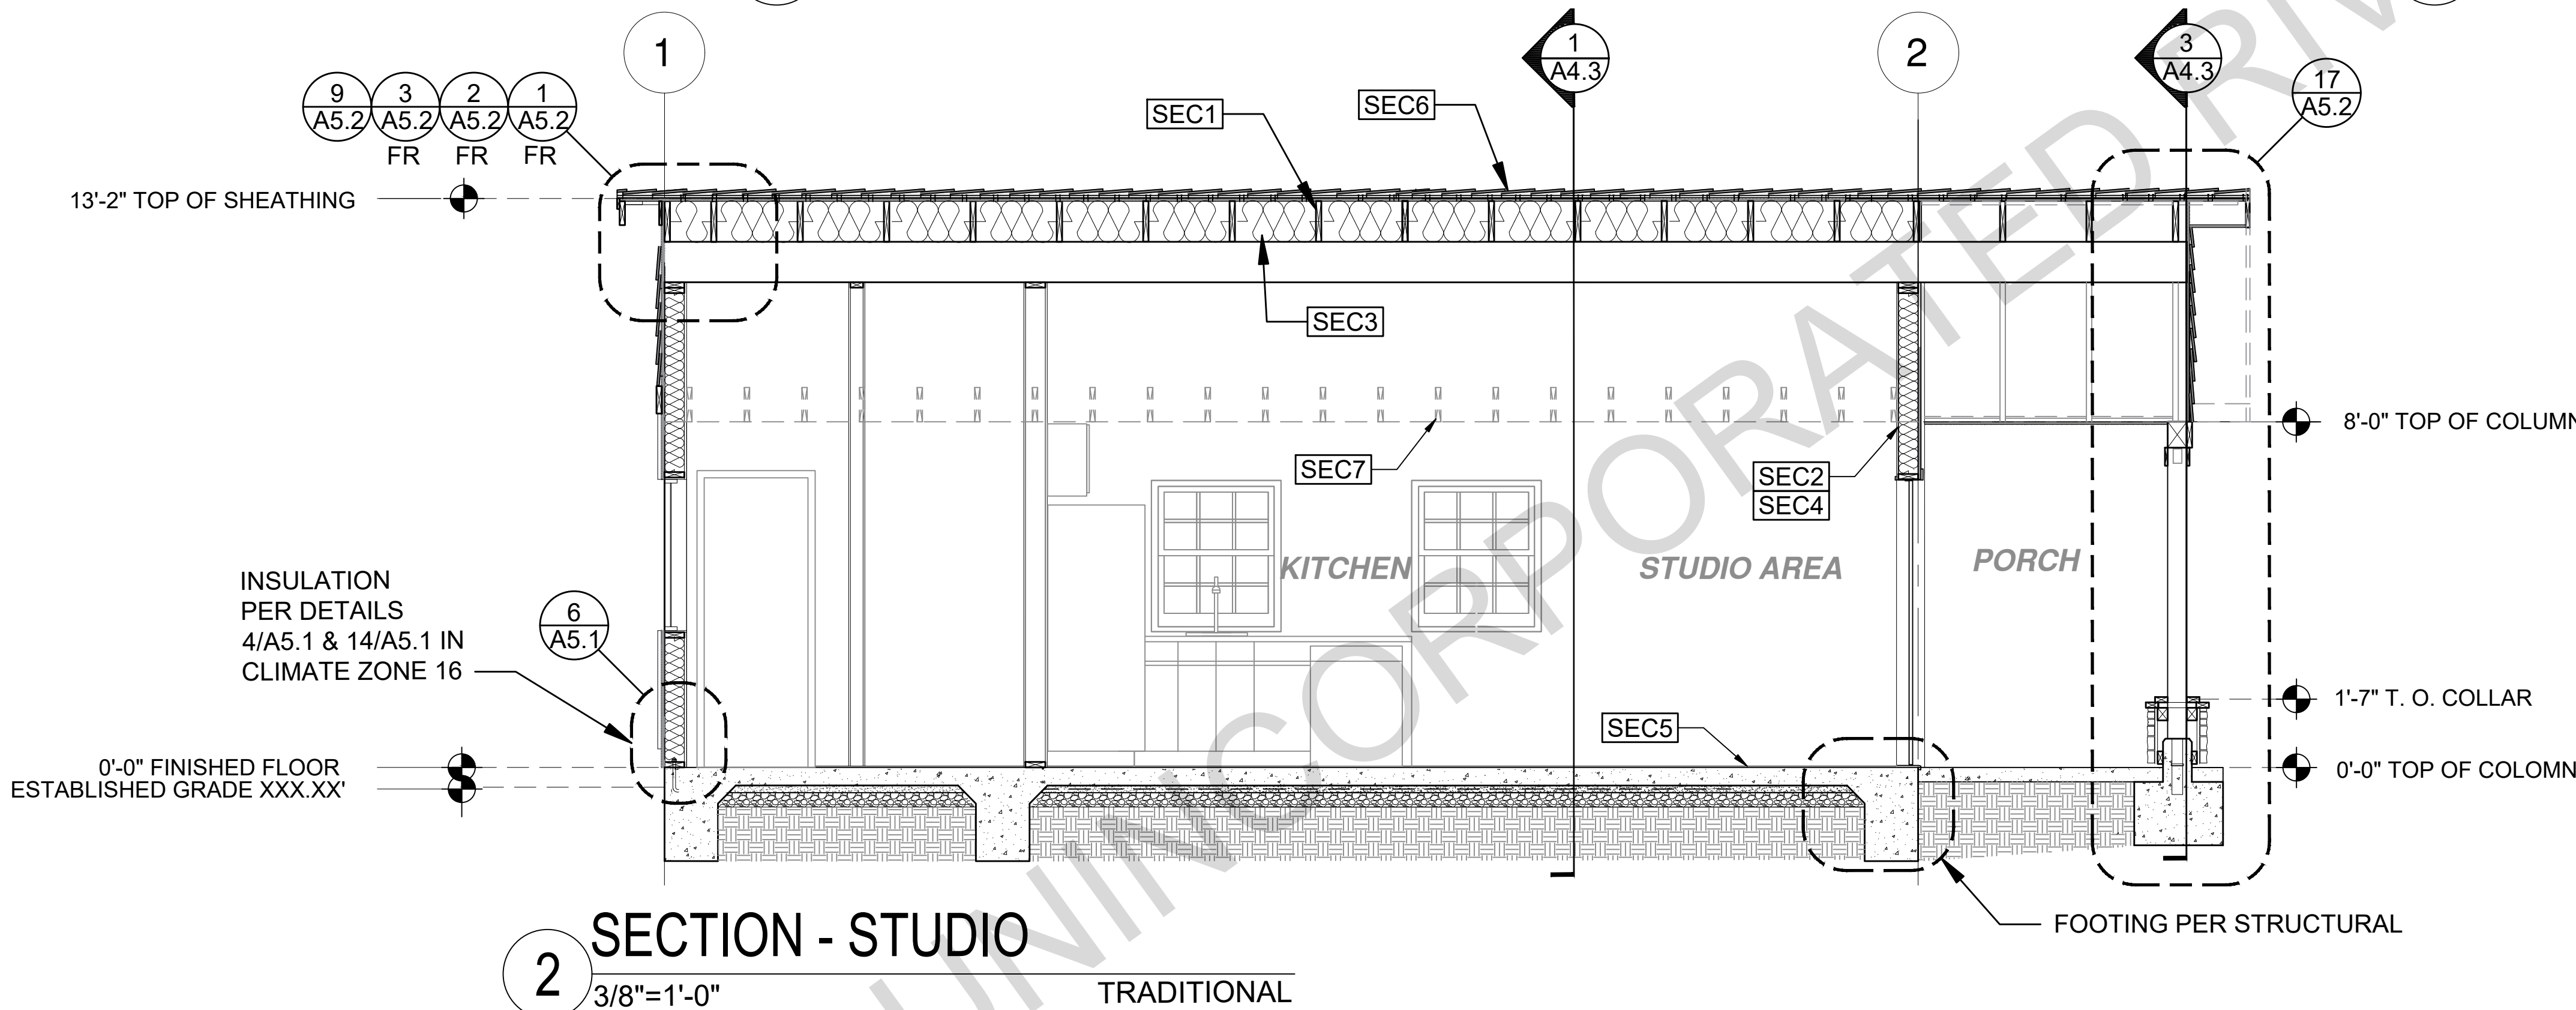 1
1
A4.3
2
3
A4.3
9
A5.2
3
A5.2
FR
2
A5.2
FR
1
A5.2
FR
17
A5.2
SEC1
SEC6
13'-2" TOP OF SHEATHING
SEC3
8'-0" TOP OF COLUMN
SEC7
SEC2
SEC4
KITCHEN
STUDIO AREA
PORCH
INSULATION
PER DETAILS
4/A5.1 & 14/A5.1 IN
CLIMATE ZONE 16
6
A5.1
1'-7" T. O. COLLAR
SEC5
0'-0" FINISHED FLOOR
ESTABLISHED GRADE XXX.XX'
0'-0" TOP OF COLOMN
FOOTING PER STRUCTURAL
2
SECTION - STUDIO
3/8"=1'-0"
TRADITIONAL
UNINCORPORATED